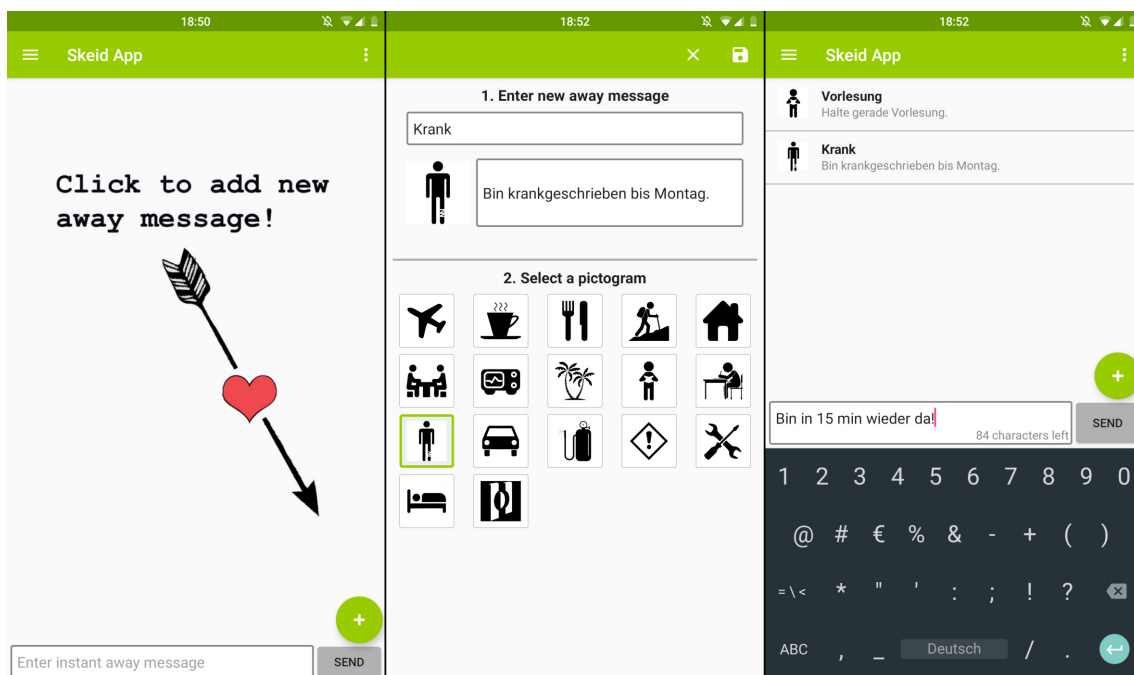 18:50
Skeid App
Click to add new
away message!
+
Enter instant away message
SEND
18:52
1. Enter new away message
Krank
Bin krankgeschrieben bis Montag.
2. Select a pictogram
18:52
Skeid App
Vorlesung
Halte gerade Vorlesung.
Krank
Bin krankgeschrieben bis Montag.
+
Bin in 15 min wieder da!
84 characters left
SEND
1 2 3 4 5 6 7 8 9 0
@ # € % & - + ( )
= \ < * " ' : ; ! ?
ABC , _ Deutsch / .